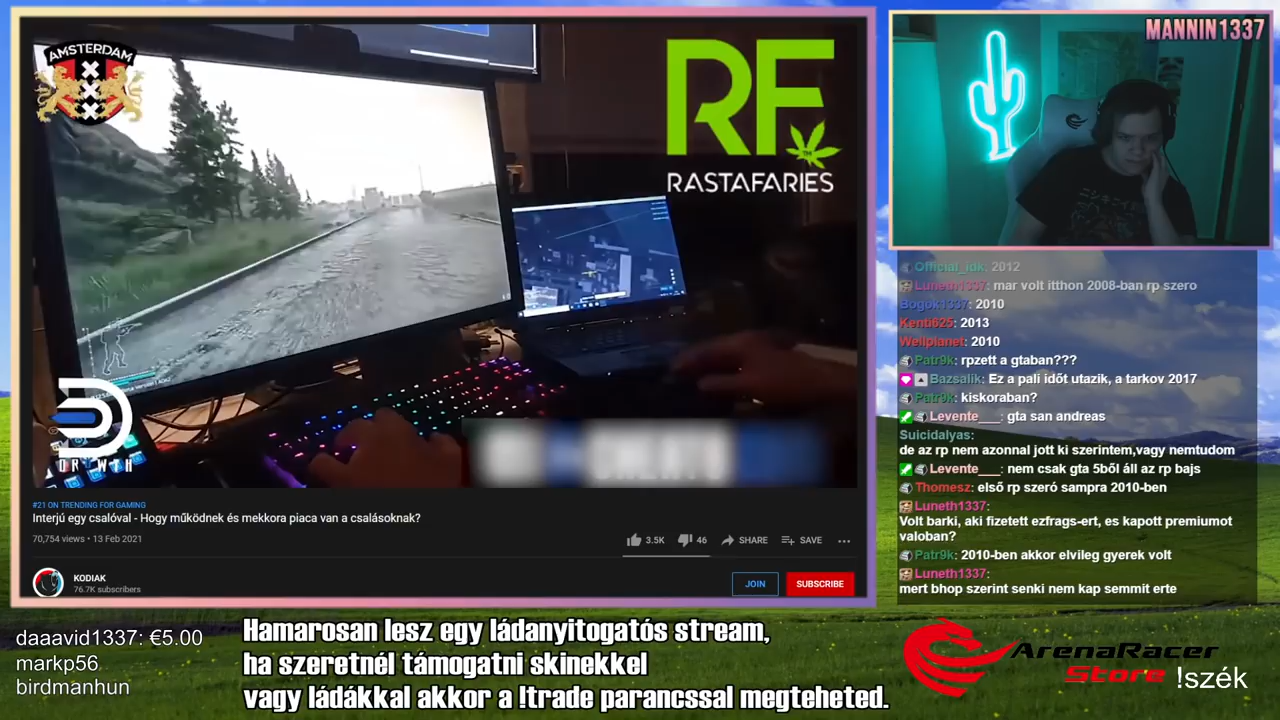 AMSTERDAM
XXX
RF
TM
RASTAFARIES
#21 ON TRENDING FOR GAMING
Interjú egy csalóval - Hogy működnek és mekkora piaca van a csalásoknak?
70,754 views • 13 Feb 2021
3.5K
46
SHARE
SAVE
KODIAK
76.7K subscribers
JOIN
SUBSCRIBE
MANNIN1337
Official_idk: 2012
Luneth1337: mar volt itthon 2008-ban rp szero
Bogok1337: 2010
Kenti625: 2013
Wellplanet: 2010
Patr9k: rpzett a gtaban???
Bazsalik: Ez a pali időt utazik, a tarkov 2017
Patr9k: kiskoraban?
Levente___: gta san andreas
Suicidalyas:
de az rp nem azonnal jott ki szerintem,vagy nemtudom
Levente___: nem csak gta 5ből áll az rp bajs
Thomesz: első rp szeró sampra 2010-ben
Luneth1337:
Volt barki, aki fizetett ezfrags-ert, es kapott premiumot
valoban?
Patr9k: 2010-ben akkor elvileg gyerek volt
Luneth1337:
mert bhop szerint senki nem kap semmit erte
daaavid1337: €5.00
markp56
birdmanhun
Hamarosan lesz egy ládanyitogatós stream,
ha szeretnél támogatni skinekkel
vagy ládákkal akkor a !trade paranccsal megteheted.
ArenaRacer
Store
!szék